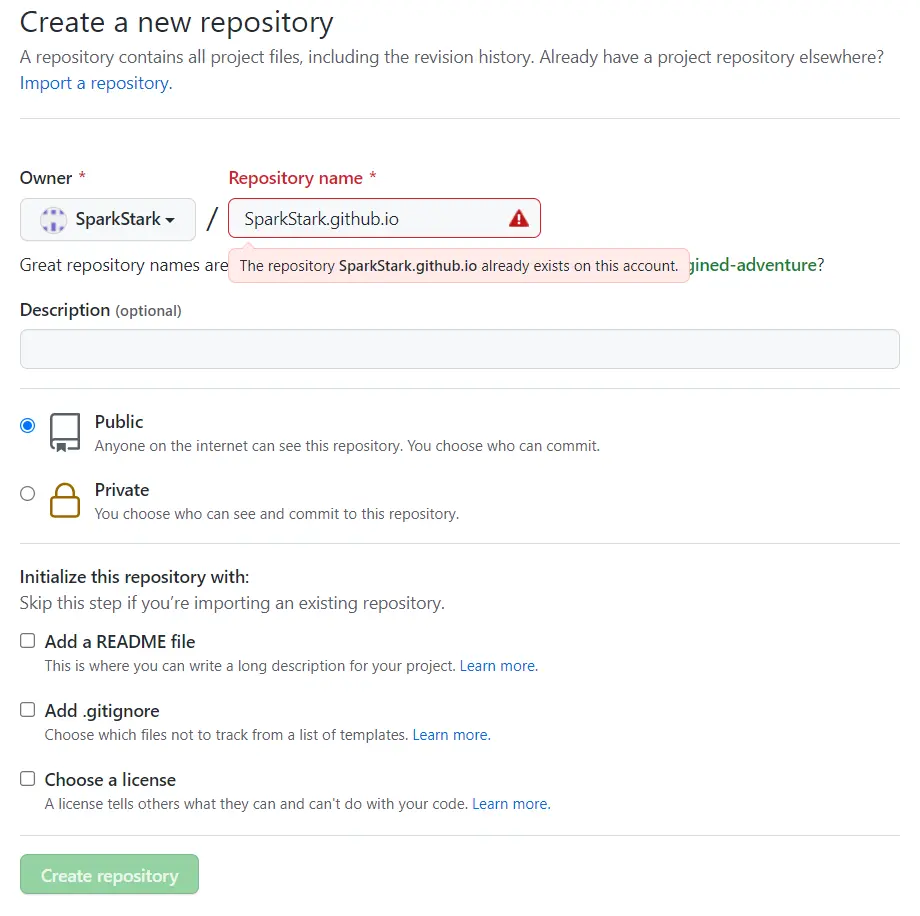 Create a new repository
A repository contains all project files, including the revision history. Already have a project repository elsewhere?
Import a repository.
Owner *
Repository name *
SparkStark
/
SparkStark.github.io
Great repository names are
The repository SparkStark.github.io already exists on this account.
gined-adventure?
Description (optional)
Public
Anyone on the internet can see this repository. You choose who can commit.
Private
You choose who can see and commit to this repository.
Initialize this repository with:
Skip this step if you’re importing an existing repository.
Add a README file
This is where you can write a long description for your project. Learn more.
Add .gitignore
Choose which files not to track from a list of templates. Learn more.
Choose a license
A license tells others what they can and can't do with your code. Learn more.
Create repository